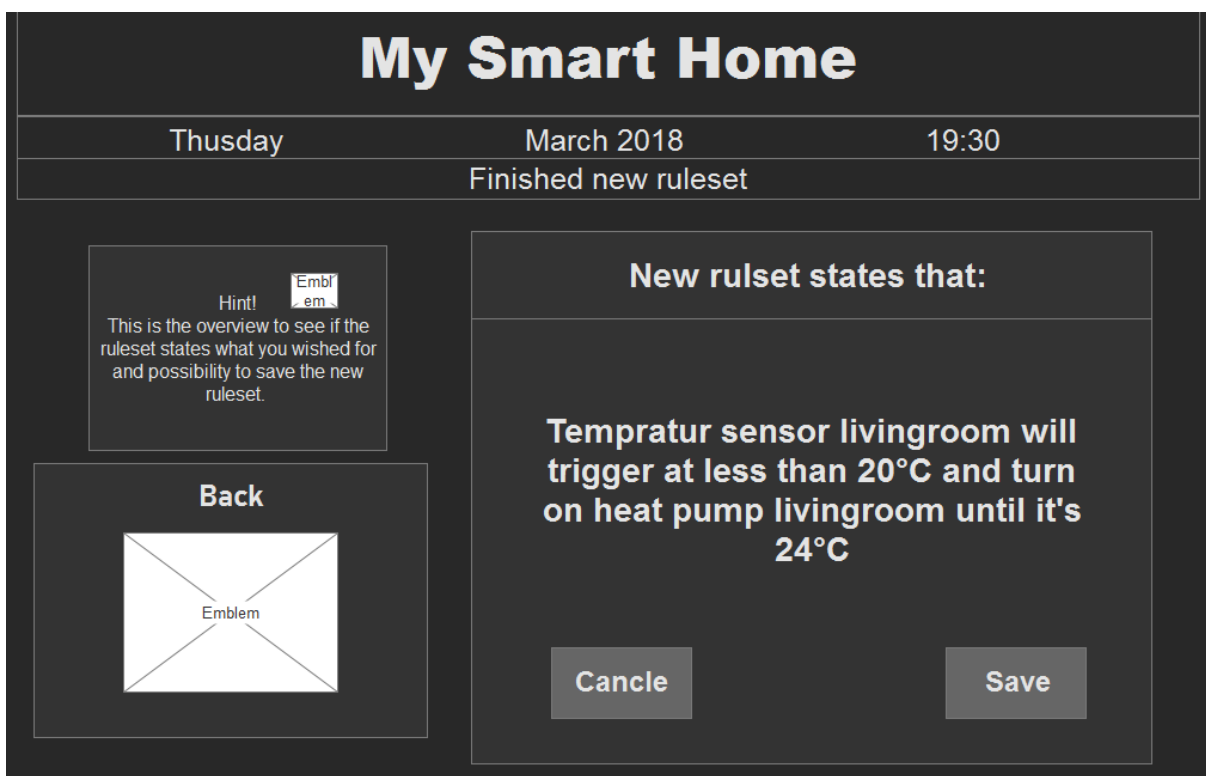 My Smart Home
Thusday March 2018 19:30
Finished new ruleset
Hint!
Embl
em
This is the overview to see if the
ruleset states what you wished for
and possibility to save the new
ruleset.
Back
Emblem
New rulset states that:
Tempratur sensor livingroom will
trigger at less than 20°C and turn
on heat pump livingroom until it's
24°C
Cancle Save